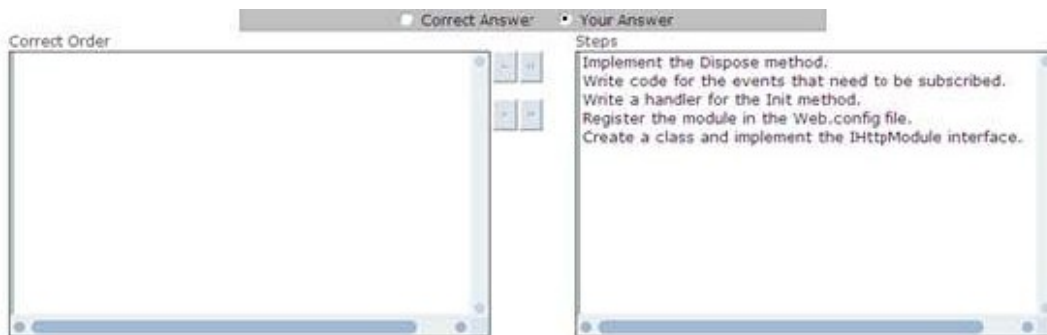 Correct Answer Your Answer
Correct Order
Steps
Implement the Dispose method.
Write code for the events that need to be subscribed.
Write a handler for the Init method.
Register the module in the Web.config file.
Create a class and implement the IHttpModule interface.